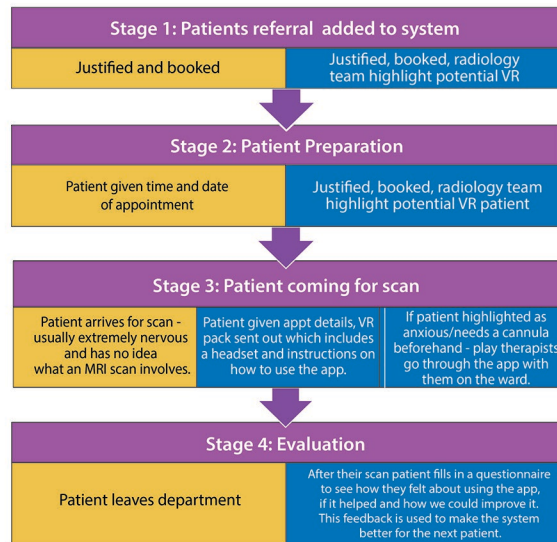 Stage 1: Patients referral added to system
Justified and booked
Justified, booked, radiology
team highlight potential VR
Stage 2: Patient Preparation
Patient given time and date
of appointment
Justified, booked, radiology team
highlight potential VR patient
Stage 3: Patient coming for scan
Patient arrives for scan -
usually extremely nervous
and has no idea
what an MRI scan involves.
Patient given appt details, VR
pack sent out which includes
a headset and instructions on
how to use the app.
If patient highlighted as
anxious/needs a cannula
beforehand - play therapists
go through the app with
them on the ward.
Stage 4: Evaluation
Patient leaves department
After their scan patient fills in a questionnaire
to see how they felt about using the app,
if it helped and how we could improve it.
This feedback is used to make the system
better for the next patient.